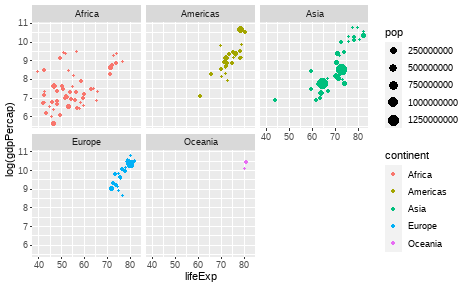 Africa Americas Asia
11
10
9
8
7
6
40 50 60 70 80
Europe Oceania
11
10
9
8
7
6
40 50 60 70 80 40 50 60 70 80
lifeExp
log(gdpPercap)
pop
250000000
500000000
750000000
1000000000
1250000000
continent
Africa
Americas
Asia
Europe
Oceania